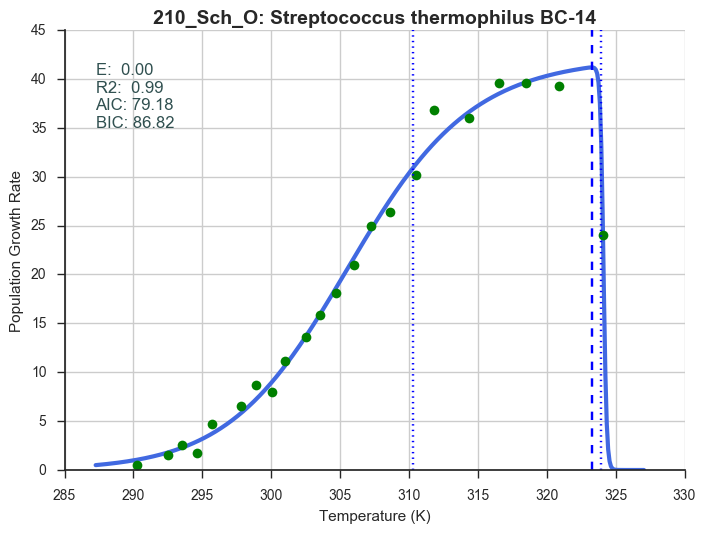 210_Sch_O: Streptococcus thermophilus BC-14
E: 0.00
R2: 0.99
AIC: 79.18
BIC: 86.82
Population Growth Rate
45
40
35
30
25
20
15
10
5
0
285 290 295 300 305 310 315 320 325 330
Temperature (K)